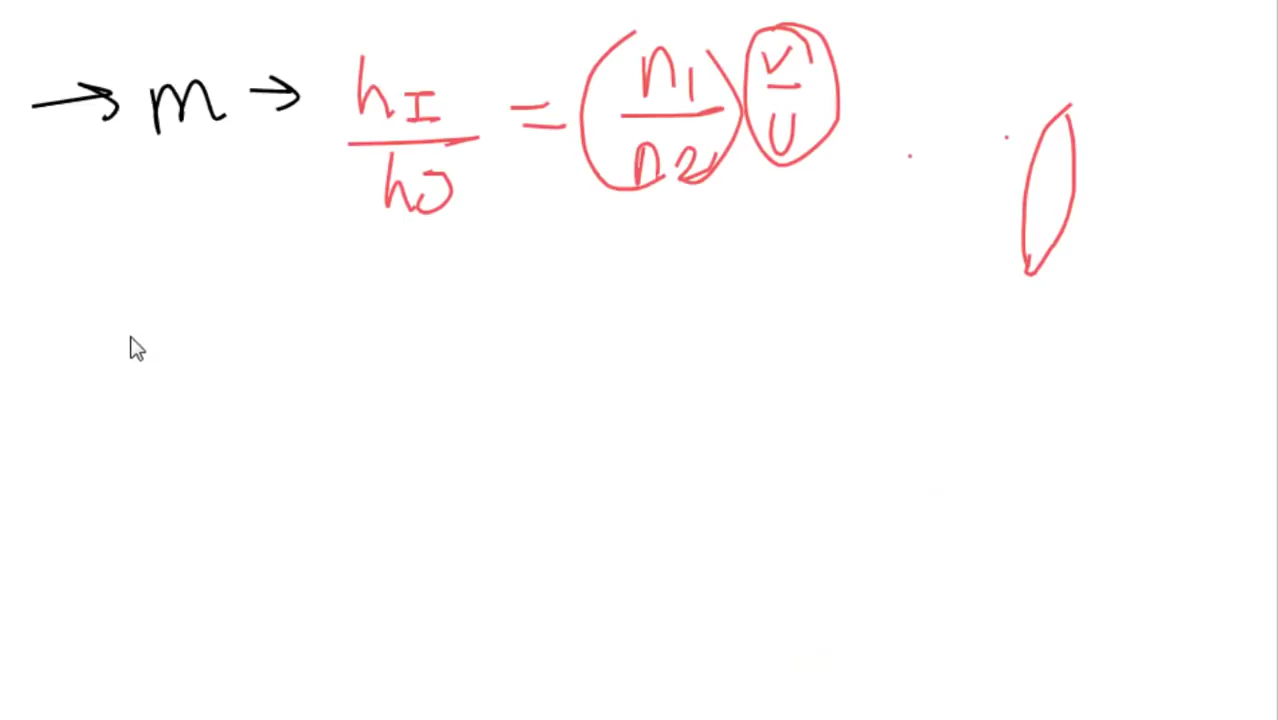 → m → hI/hO = (n1/n2) (v/u)